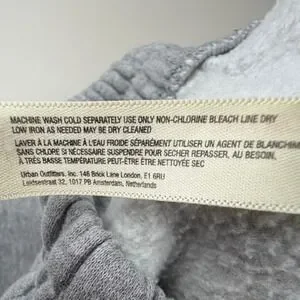 MACHINE WASH COLD SEPARATELY USE ONLY NON-CHLORINE BLEACH LINE DRY
LOW IRON AS NEEDED MAY BE DRY CLEANED
LAVER À LA MACHINE À L'EAU FROIDE SÉPARÉMENT UTILISER UN AGENT DE BLANCHIM
SANS CHLORE SI NÉCESSAIRE SUSPENDRE POUR SECHER REPASSER, AU BESOIN,
À TRÈS BASSE TEMPÉRATURE PEUT-ÊTRE ÊTRE NETTOYÉ SEC
Urban Outfitters. Inc. 146 Brick Lane London, E1 6RU
Leidsestraat 32, 1017 PB Amsterdam, Netherlands